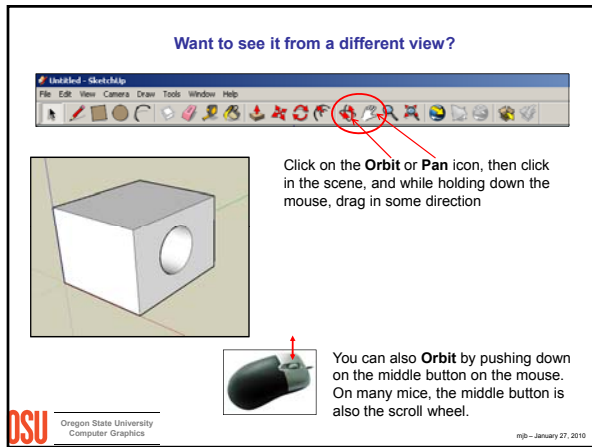 Want to see it from a different view?
Untitled - SketchUp
File Edit View Camera Draw Tools Window Help
Click on the Orbit or Pan icon, then click
in the scene, and while holding down the
mouse, drag in some direction
You can also Orbit by pushing down
on the middle button on the mouse.
On many mice, the middle button is
also the scroll wheel.
OSU
Oregon State University
Computer Graphics
mjb – January 27, 2010